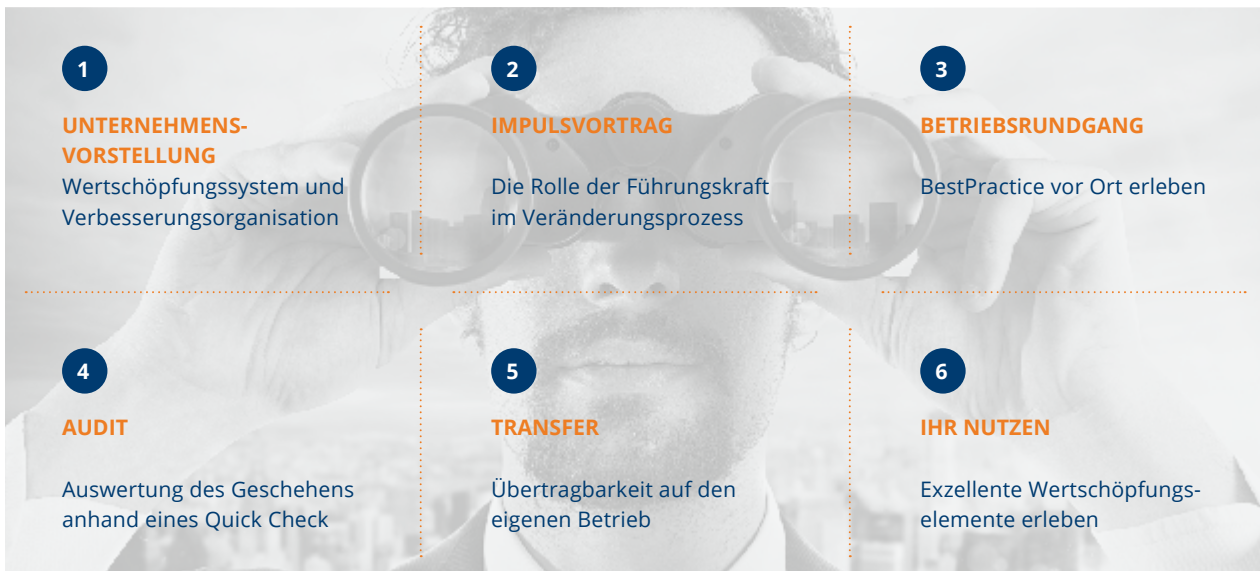 1
UNTERNEHMENS-
VORSTELLUNG
Wertschöpfungssystem und
Verbesserungsorganisation
2
IMPULSVORTRAG
Die Rolle der Führungskraft
im Veränderungsprozess
3
BETRIEBSRUNDGANG
BestPractice vor Ort erleben
4
AUDIT
Auswertung des Geschehens
anhand eines Quick Check
5
TRANSFER
Übertragbarkeit auf den
eigenen Betrieb
6
IHR NUTZEN
Exzellente Wertschöpfungs-
elemente erleben